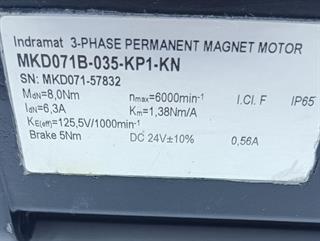 Indramat 3-PHASE PERMANENT MAGNET MOTOR
MKD071B-035-KP1-KN
SN: MKD071-57832
MdN=8,0Nm nmax=6000min-¹ I.Cl. F IP65
IdN=6,3A Km=1,38Nm/A
KE(eff)=125,5V/1000min-¹
Brake 5Nm DC 24V±10% 0,56A